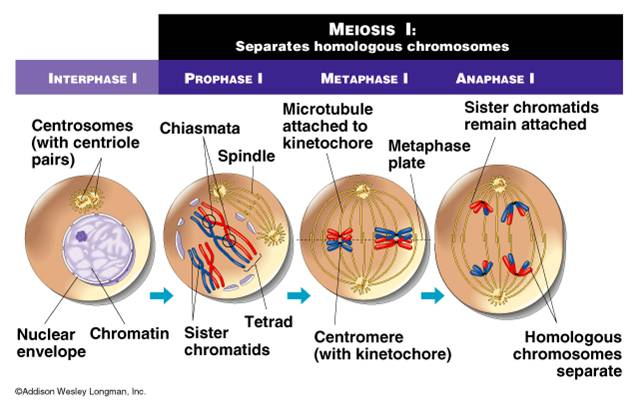 MEIOSIS I:
Separates homologous chromosomes
INTERPHASE I
PROPHASE I
METAPHASE I
ANAPHASE I
Centrosomes
(with centriole
pairs)
Chiasmata
Spindle
Microtubule
attached to
kinetochore
Metaphase
plate
Sister chromatids
remain attached
Nuclear
envelope
Chromatin
Sister
chromatids
Tetrad
Centromere
(with kinetochore)
Homologous
chromosomes
separate
©Addison Wesley Longman, Inc.